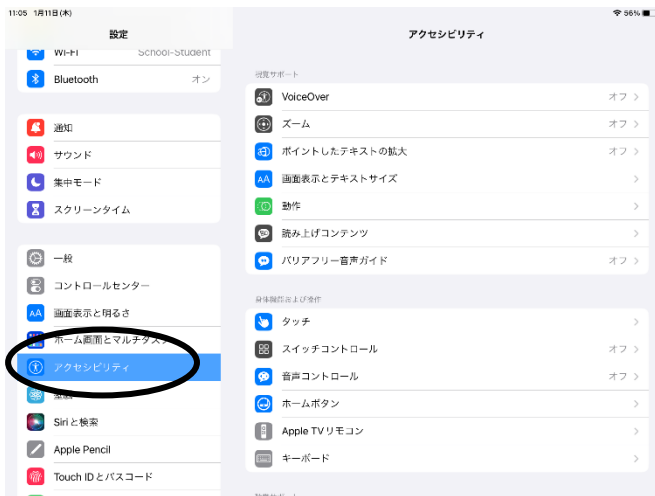 11:05 1月11日(木)
56%
設定
Wi-Fi School-Student
Bluetooth オン
通知
サウンド
集中モード
スクリーンタイム
一般
コントロールセンター
画面表示と明るさ
ホーム画面とマルチタスク
アクセシビリティ
壁紙
Siriと検索
Apple Pencil
Touch IDとパスコード
アクセシビリティ
視覚サポート
VoiceOver オフ
ズーム オフ
ポイントしたテキストの拡大 オフ
画面表示とテキストサイズ
動作
読み上げコンテンツ
バリアフリー音声ガイド オフ
身体機能および操作
タッチ
スイッチコントロール オフ
音声コントロール オフ
ホームボタン
Apple TVリモコン
キーボード